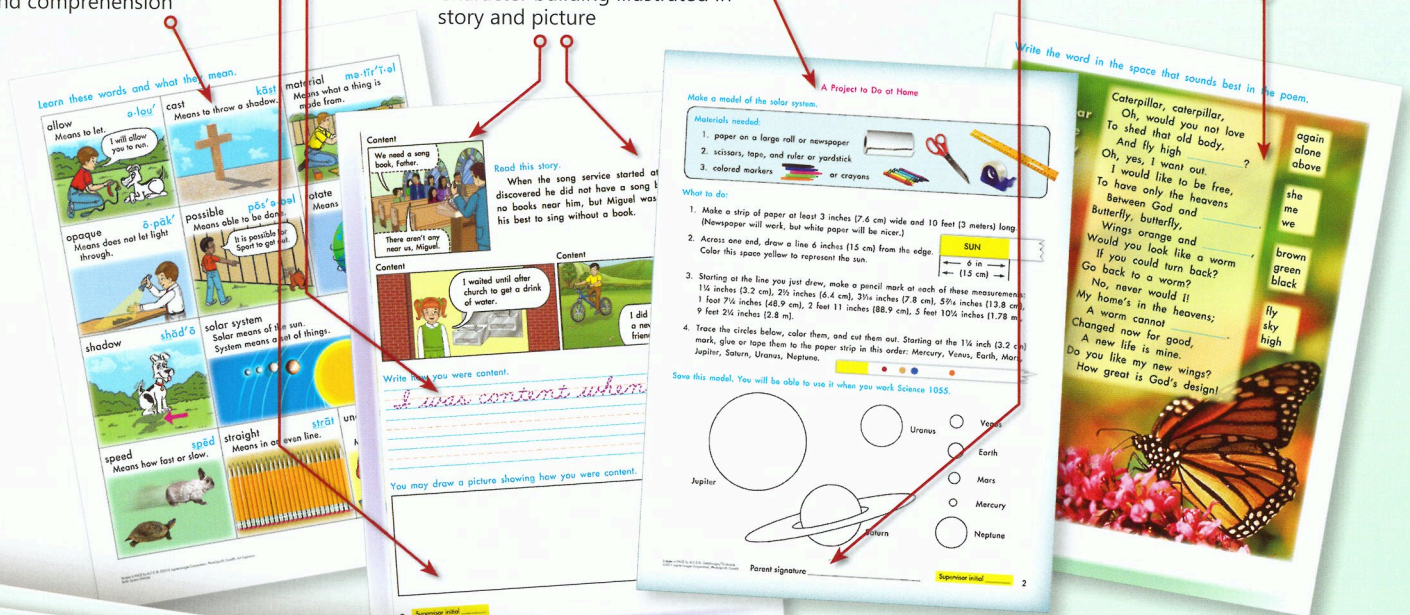 nd comprehension
character building illustrated in
story and picture
Learn these words and what they mean.
allow
ə-lou'
Means to let.
I will allow
you to run.
cast
kăst
Means to throw a shadow.
material
mə-tîr'ĭ-əl
Means what a thing is
made from.
opaque
ō-pāk'
Means does not let light
through.
possible
Means able to be done.
It is possible for
Sport to get out.
otate
Means
shadow
shăd'ō
solar system
Solar means of the sun.
System means a set of things.
speed
spēd
Means how fast or slow.
straight
strāt
Means in an even line.
Content
We need a song
book, Father.
There aren't any
near us, Miguel.
Read this story.
When the song service started at
discovered he did not have a song b
no books near him, but Miguel was
his best to sing without a book.
Content
I waited until after
church to get a drink
of water.
Content
I did
a new
frien
Write how you were content.
I was content when
You may draw a picture showing how you were content.
Supervisor initial
A Project to Do at Home
Make a model of the solar system.
Materials needed:
1. paper on a large roll or newspaper
2. scissors, tape, and ruler or yardstick
3. colored markers or crayons
What to do:
1. Make a strip of paper at least 3 inches (7.6 cm) wide and 10 feet (3 meters) long.
(Newspaper will work, but white paper will be nicer.)
2. Across one end, draw a line 6 inches (15 cm) from the edge.
Color this space yellow to represent the sun.
SUN
6 in
(15 cm)
3. Starting at the line you just drew, make a pencil mark at each of these measurements:
1¼ inches (3.2 cm), 2½ inches (6.4 cm), 3¹⁄₁₆ inches (7.8 cm), 5⁷⁄₁₆ inches (13.8 cm),
1 foot 7¼ inches (48.9 cm), 2 feet 11 inches (88.9 cm), 5 feet 10¼ inches (1.78 m
9 feet 2¼ inches (2.8 m).
4. Trace the circles below, color them, and cut them out. Starting at the 1¼ inch (3.2 cm)
mark, glue or tape them to the paper strip in this order: Mercury, Venus, Earth, Mars,
Jupiter, Saturn, Uranus, Neptune.
Save this model. You will be able to use it when you work Science 1055.
Jupiter
Uranus
Venus
Earth
Mars
Mercury
Saturn
Neptune
Parent signature
Supervisor initial
2
Write the word in the space that sounds best in the poem.
Caterpillar, caterpillar,
Oh, would you not love
To shed that old body,
And fly high ?
Oh, yes, I want out.
I would like to be free,
To have only the heavens
Between God and .
Butterfly, butterfly,
Wings orange and ,
Would you look like a worm
If you could turn back?
Go back to a worm?
No, never would I!
My home's in the heavens;
A worm cannot .
Changed now for good,
A new life is mine.
Do you like my new wings?
How great is God's design!
again
alone
above
she
me
we
brown
green
black
fly
sky
high